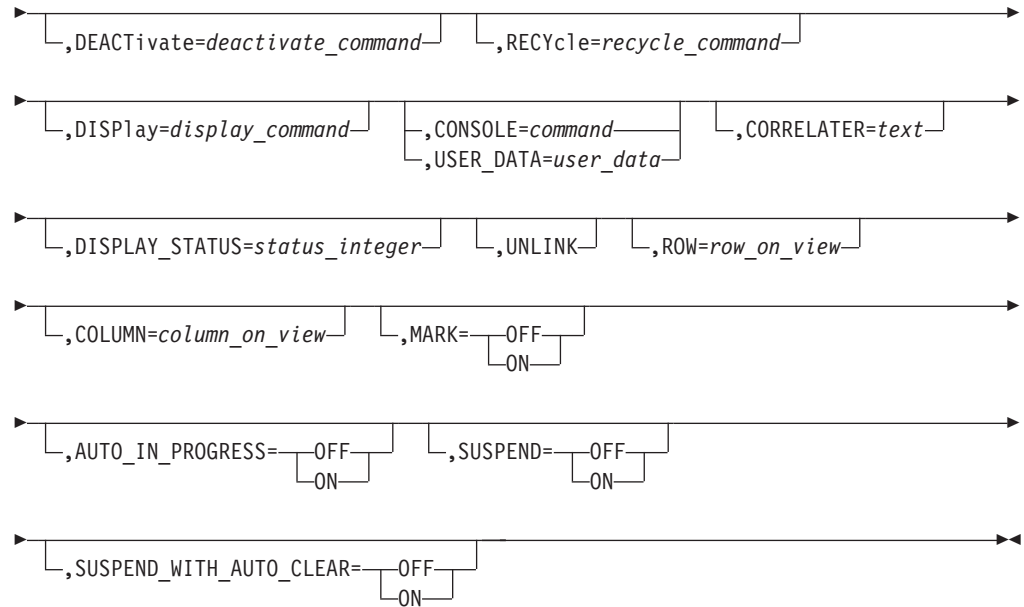 ,DEACTivate=deactivate_command ,RECYcle=recycle_command
,DISPlay=display_command ,CONSOLE=command ,CORRELATER=text
,USER_DATA=user_data
,DISPLAY_STATUS=status_integer ,UNLINK ,ROW=row_on_view
,COLUMN=column_on_view ,MARK= OFF
ON
,AUTO_IN_PROGRESS= OFF ,SUSPEND= OFF
ON ON
,SUSPEND_WITH_AUTO_CLEAR= OFF
ON